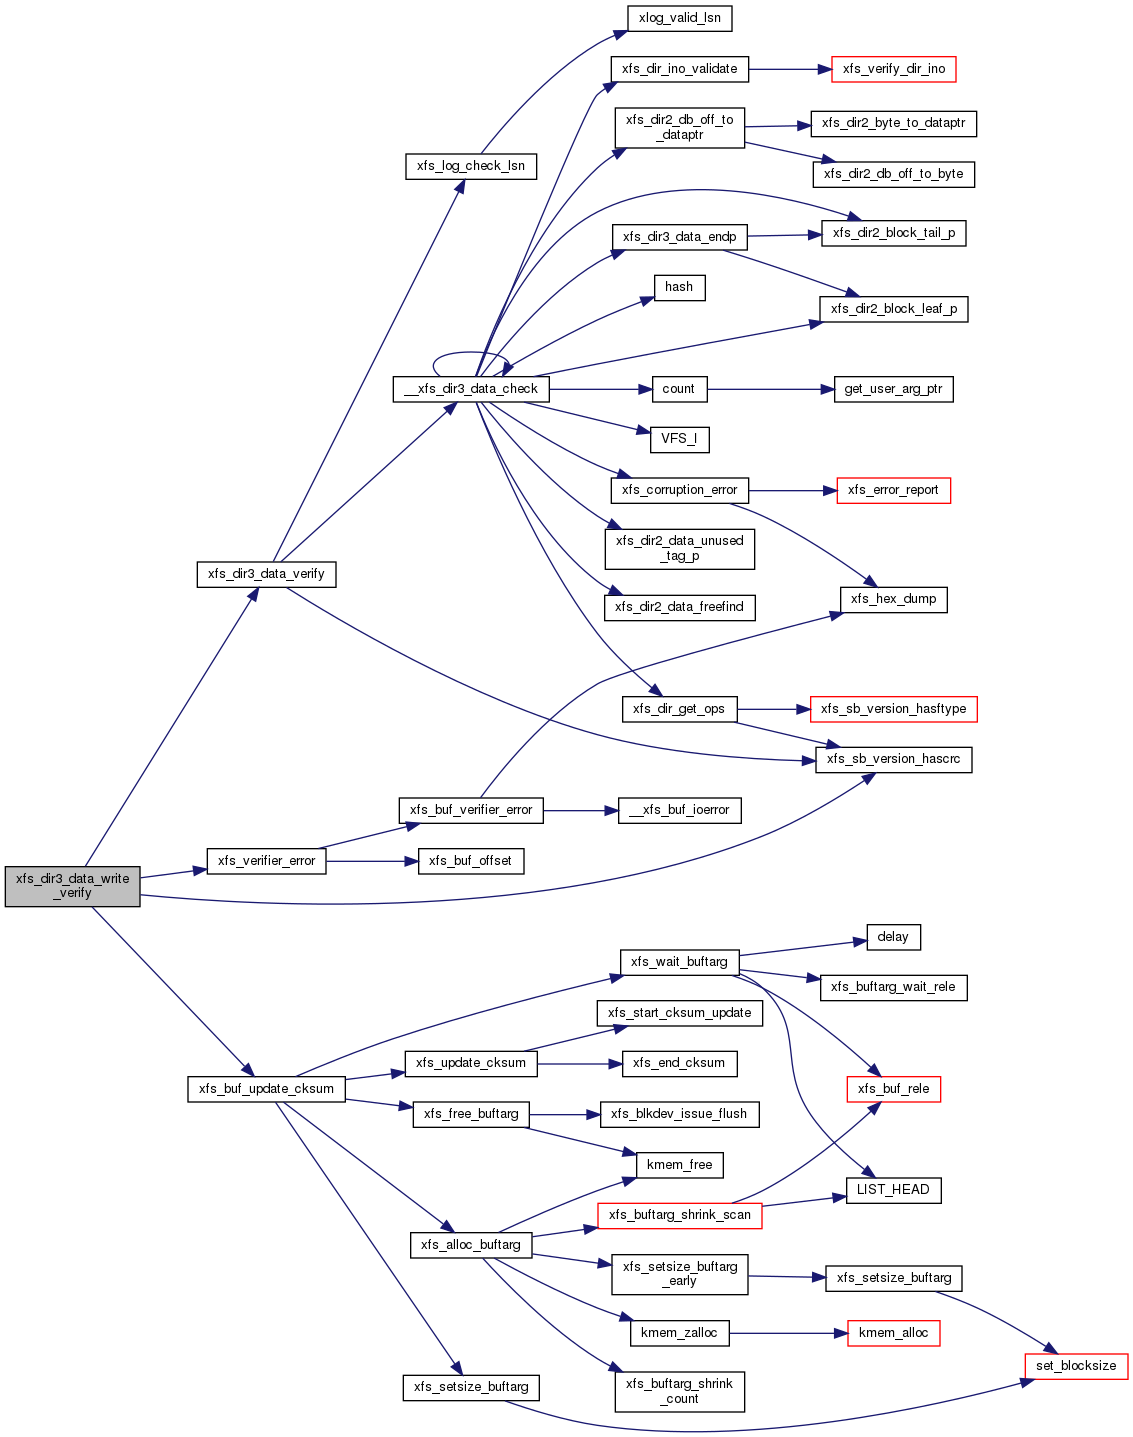 xlog_valid_lsn
xfs_dir_ino_validate
xfs_verify_dir_ino
xfs_dir2_db_off_to
_dataptr
xfs_dir2_byte_to_dataptr
xfs_log_check_lsn
xfs_dir2_db_off_to_byte
xfs_dir3_data_endp
xfs_dir2_block_tail_p
hash
xfs_dir2_block_leaf_p
__xfs_dir3_data_check
count
get_user_arg_ptr
VFS_I
xfs_corruption_error
xfs_error_report
xfs_dir2_data_unused
_tag_p
xfs_dir3_data_verify
xfs_dir2_data_freefind
xfs_hex_dump
xfs_dir_get_ops
xfs_sb_version_hasftype
xfs_sb_version_hascrc
xfs_buf_verifier_error
__xfs_buf_ioerror
xfs_verifier_error
xfs_buf_offset
xfs_dir3_data_write
_verify
delay
xfs_wait_buftarg
xfs_buftarg_wait_rele
xfs_start_cksum_update
xfs_update_cksum
xfs_end_cksum
xfs_buf_update_cksum
xfs_buf_rele
xfs_free_buftarg
xfs_blkdev_issue_flush
kmem_free
LIST_HEAD
xfs_buftarg_shrink_scan
xfs_alloc_buftarg
xfs_setsize_buftarg
_early
xfs_setsize_buftarg
kmem_zalloc
kmem_alloc
set_blocksize
xfs_setsize_buftarg
xfs_buftarg_shrink
_count